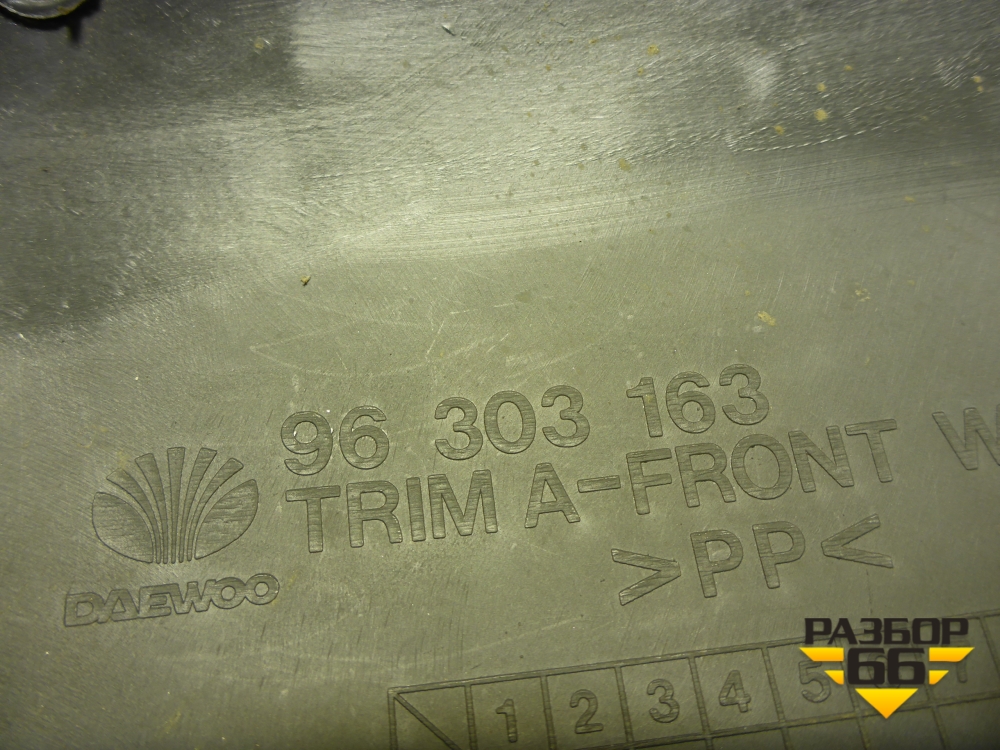 96 303 163
TRIM A-FRONT W
>PP<
DAEWOO
1 2 3 4 5
РАЗБОР
66